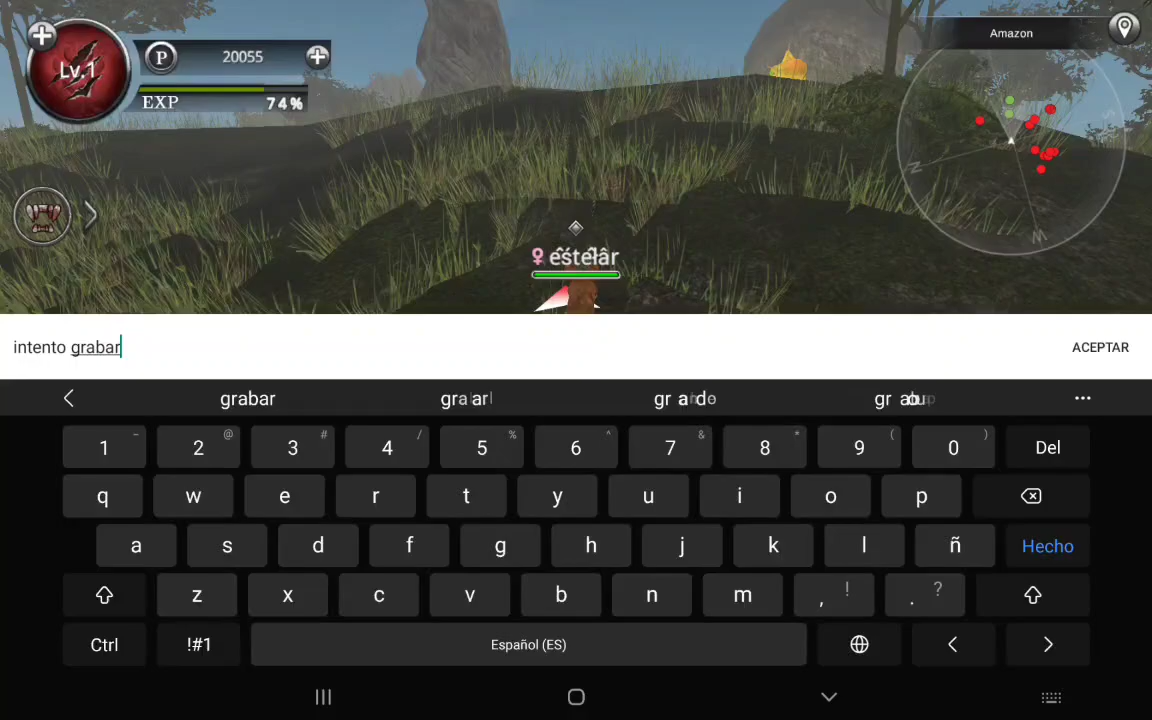 Lv.1
P
20055
EXP
74%
Amazon
Z
S
M
♀ êstelâr
intento grabar
ACEPTAR
grabar
1 2 @ 3 # 4 / 5 % 6 ^ 7 & 8 * 9 ( 0 ) Del
q w e r t y u i o p
a s d f g h j k l ñ Hecho
z x c v b n m , ! . ?
Ctrl !#1 Español (ES) < >